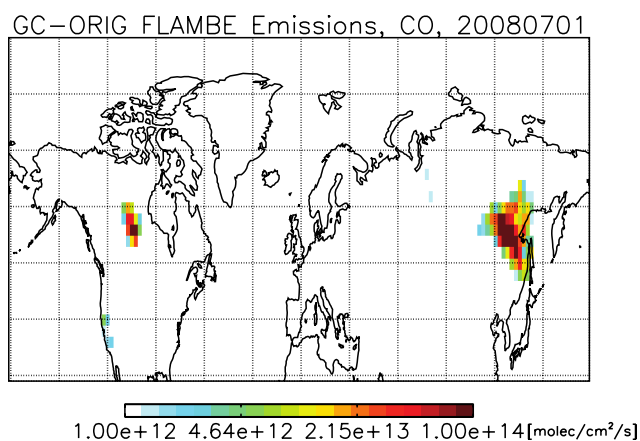 GC-ORIG FLAMBE Emissions, CO, 20080701
1.00e+12 4.64e+12 2.15e+13 1.00e+14 [molec/cm²/s]